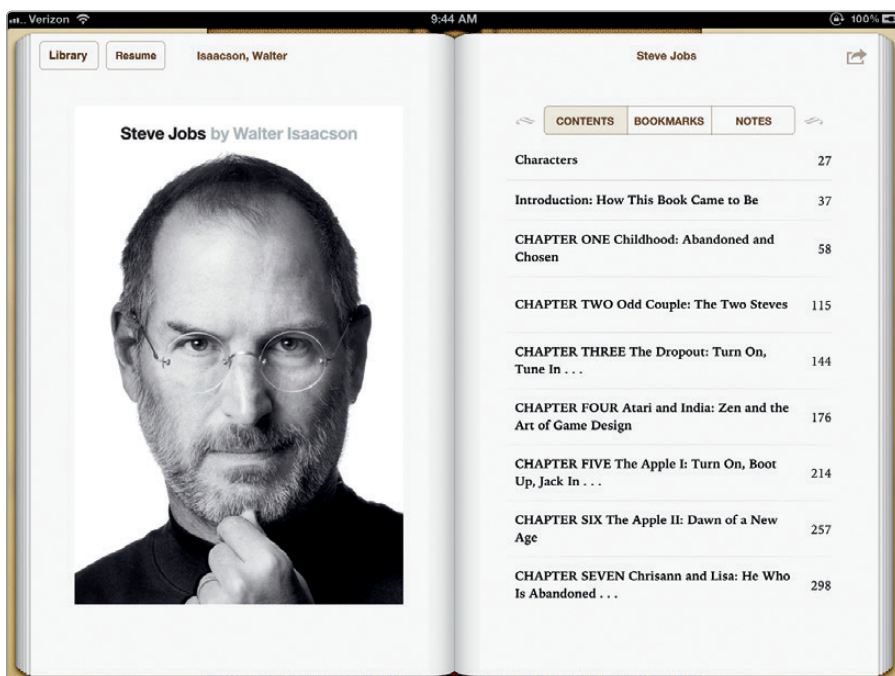 Verizon
9:44 AM
100%
Library
Resume
Isaacson, Walter
Steve Jobs
Steve Jobs by Walter Isaacson
CONTENTS
BOOKMARKS
NOTES
Characters 27
Introduction: How This Book Came to Be 37
CHAPTER ONE Childhood: Abandoned and
Chosen 58
CHAPTER TWO Odd Couple: The Two Steves 115
CHAPTER THREE The Dropout: Turn On,
Tune In . . . 144
CHAPTER FOUR Atari and India: Zen and the
Art of Game Design 176
CHAPTER FIVE The Apple I: Turn On, Boot
Up, Jack In . . . 214
CHAPTER SIX The Apple II: Dawn of a New
Age 257
CHAPTER SEVEN Chrisann and Lisa: He Who
Is Abandoned . . . 298